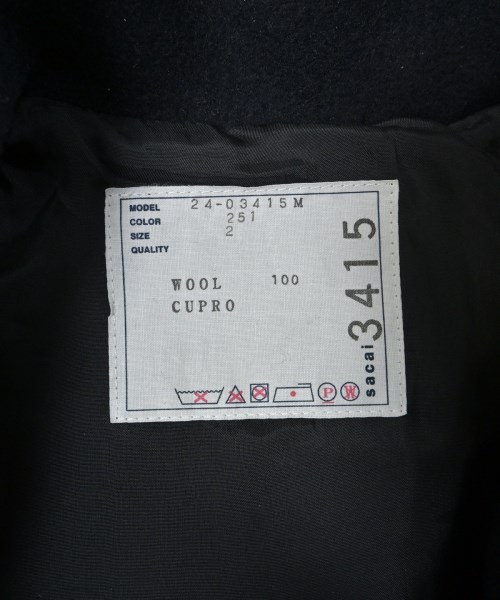 MODEL 24-03415M
COLOR 251
SIZE 2
QUALITY
WOOL 100
CUPRO
P W
sacai 3415